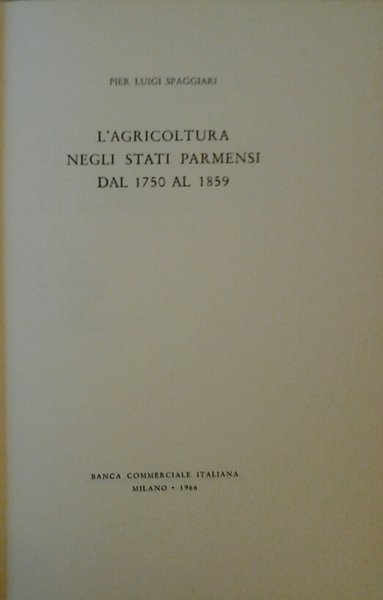 PIER LUIGI SPAGGIARI
L'AGRICOLTURA
NEGLI STATI PARMENSI
DAL 1750 AL 1859
BANCA COMMERCIALE ITALIANA
MILANO • 1966